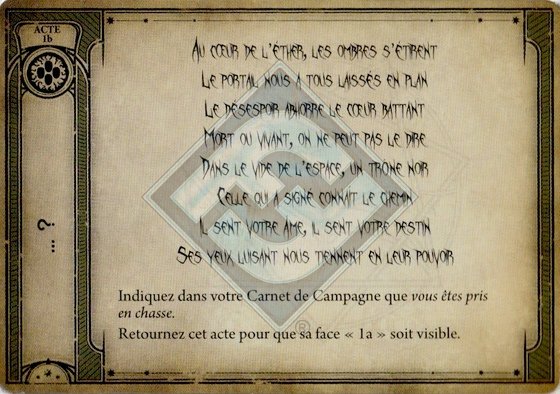 ACTE
1b
... ?
Au cœur de l'éther, les ombres s'étirent
Le portal nous a tous laissés en plan
Le désespoir abhorre le cœur battant
Mort ou vivant, on ne peut pas le dire
Dans le vide de l'espace, un trône noir
Celle qui a signé connaît le chemin
Il sent votre âme, il sent votre destin
Ses yeux luisant nous tiennent en leur pouvoir
Indiquez dans votre Carnet de Campagne que vous êtes pris
en chasse.
Retournez cet acte pour que sa face « 1a » soit visible.
®